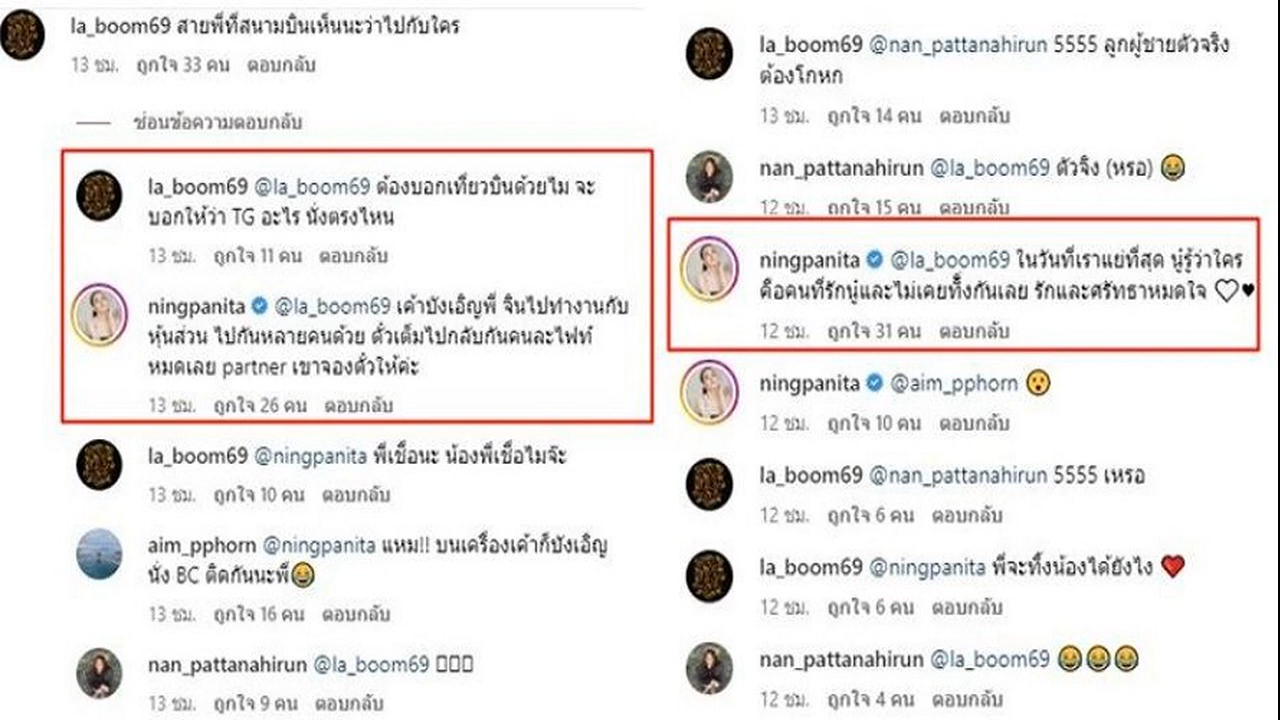 la_boom69 สายพี่ที่สนามบินเห็นนะว่าไปกับใคร
13 ชม. ถูกใจ 33 คน ตอบกลับ
ซ่อนข้อความตอบกลับ
la_boom69 @la_boom69 ต้องบอกเที่ยวบินด้วยไม จะ
บอกให้ว่า TG อะไร นั่งตรงไหน
13 ชม. ถูกใจ 11 คน ตอบกลับ
ningpanita @la_boom69 เค้าบังเอิญพี่ จินไปทำงานกับ
หุ้นส่วน ไปกันหลายคนด้วย ตั๋วเต็มไปกลับกันคนละไฟท์
หมดเลย partner เขาจองตั๋วให้ค่ะ
13 ชม. ถูกใจ 26 คน ตอบกลับ
la_boom69 @ningpanita พี่เชื่อนะ น้องพี่เชื่อไมจ๊ะ
13 ชม. ถูกใจ 10 คน ตอบกลับ
aim_pphorn @ningpanita แหม!! บนเครื่องเค้าก็บังเอิญ
นั่ง BC ติดกันนะพี่😂
13 ชม. ถูกใจ 16 คน ตอบกลับ
nan_pattanahirun @la_boom69 □□□
13 ชม. ถูกใจ 9 คน ตอบกลับ
la_boom69 @nan_pattanahirun 5555 ลูกผู้ชายตัวจริง
ต้องโกหก
13 ชม. ถูกใจ 14 คน ตอบกลับ
nan_pattanahirun @la_boom69 ตัวจิ๊ง (หรอ) 😂
12 ชม. ถูกใจ 15 คน ตอบกลับ
ningpanita @la_boom69 ในวันที่เราแย่ที่สุด นู๋รู้ว่าใคร
คือคนที่รักนู๋และไม่เคยทิ้งกันเลย รักและศรัทธาหมดใจ ♡♥
12 ชม. ถูกใจ 31 คน ตอบกลับ
ningpanita @aim_pphorn 😮
12 ชม. ถูกใจ 10 คน ตอบกลับ
la_boom69 @nan_pattanahirun 5555 เหรอ
12 ชม. ถูกใจ 6 คน ตอบกลับ
la_boom69 @ningpanita พี่จะทิ้งน้องได้ยังไง ❤️
12 ชม. ถูกใจ 6 คน ตอบกลับ
nan_pattanahirun @la_boom69 😂😂😂
12 ชม. ถูกใจ 4 คน ตอบกลับ